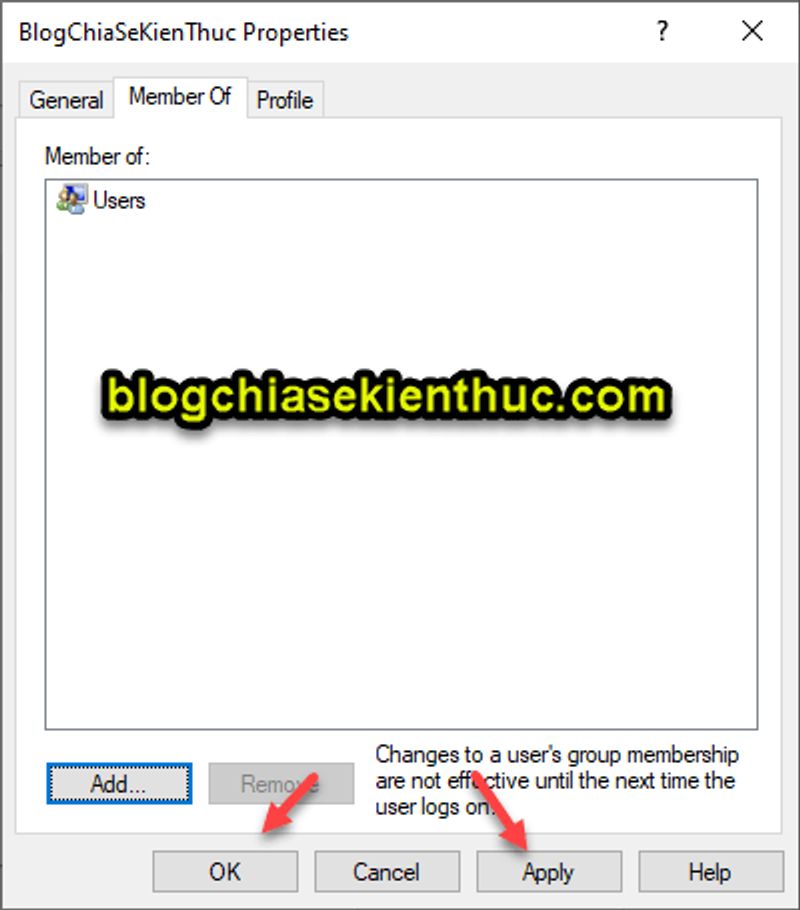 BlogChiaSeKienThuc Properties
?
General Member Of Profile
Member of:
Users
blogchiasekienthuc.com
Add... Remove
Changes to a user's group membership
are not effective until the next time the
user logs on.
OK Cancel Apply Help